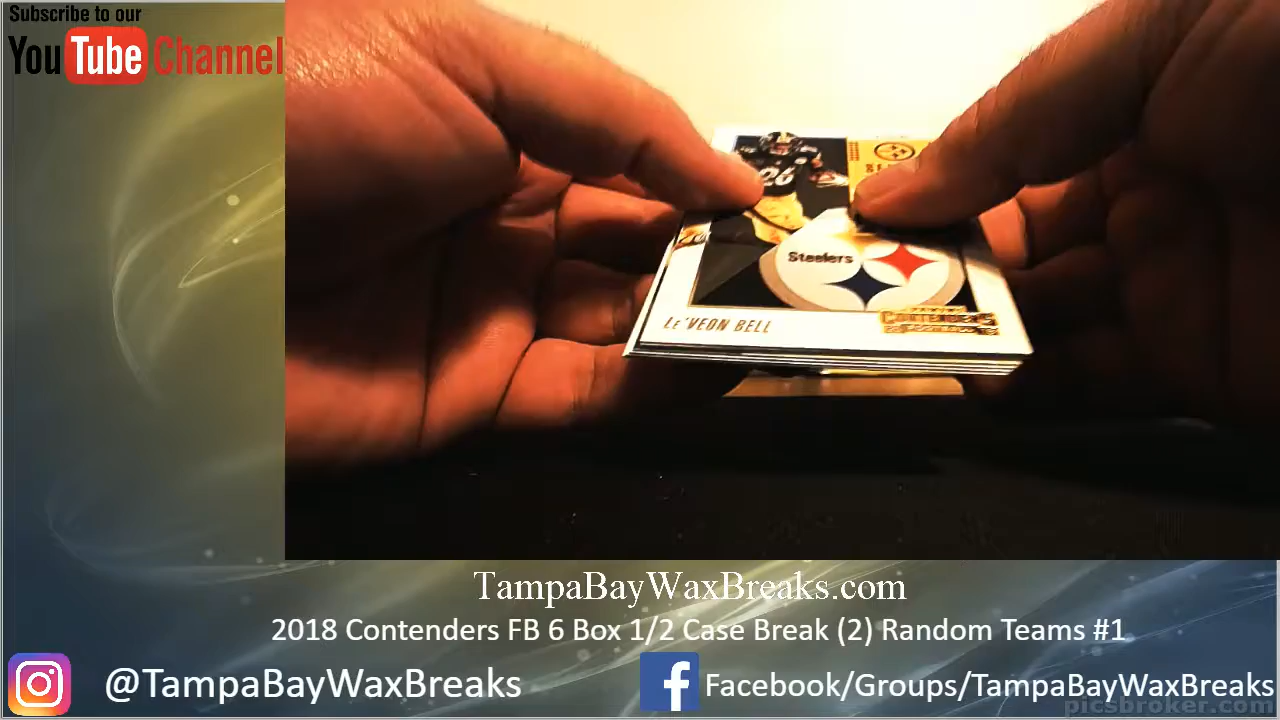 Subscribe to our
YouTube Channel
26
Steelers
LE'VEON BELL
CONTENDERS
TampaBayWaxBreaks.com
2018 Contenders FB 6 Box 1/2 Case Break (2) Random Teams #1
@TampaBayWaxBreaks
Facebook/Groups/TampaBayWaxBreaks
picsbroker.com